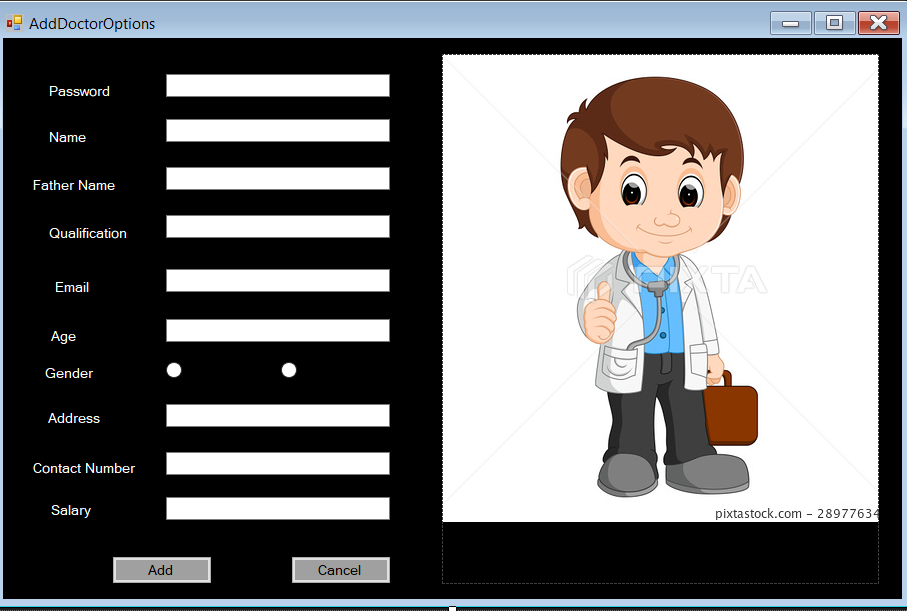 AddDoctorOptions
Password
Name
Father Name
Qualification
Email
Age
Gender
Address
Contact Number
Salary
Add Cancel
PIXTA
pixtastock.com – 28977634